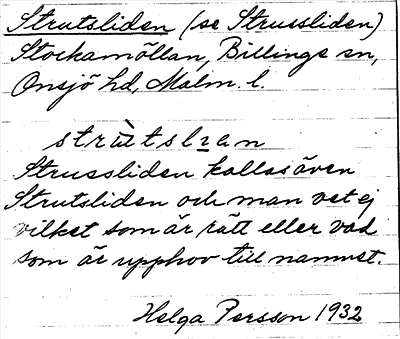 Strutsliden (se Strussliden)
Stockamöllan, Billinge sn,
Onsjö hd, Malm. l.
strùtslıan
Strussliden kallas även
Strutsliden och man vet ej
vilket som är rätt eller vad
som är upphov till namnet.
Helga Persson 1932